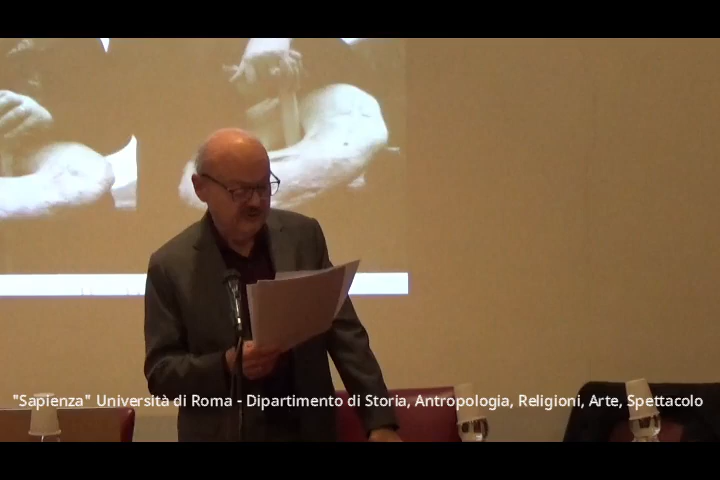 "Sapienza" Università di Roma - Dipartimento di Storia, Antropologia, Religioni, Arte, Spettacolo